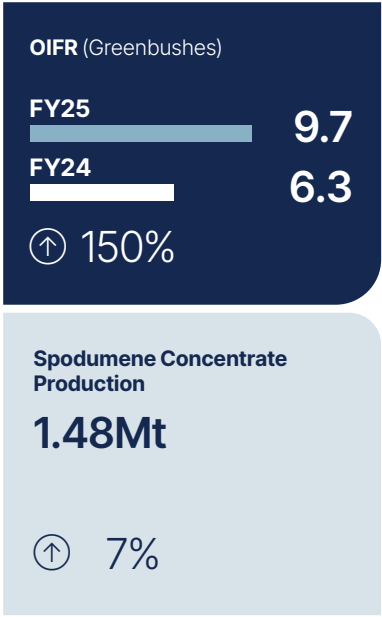 OIFR (Greenbushes)
FY25
9.7
FY24
6.3
150%
Spodumene Concentrate
Production
1.48Mt
7%